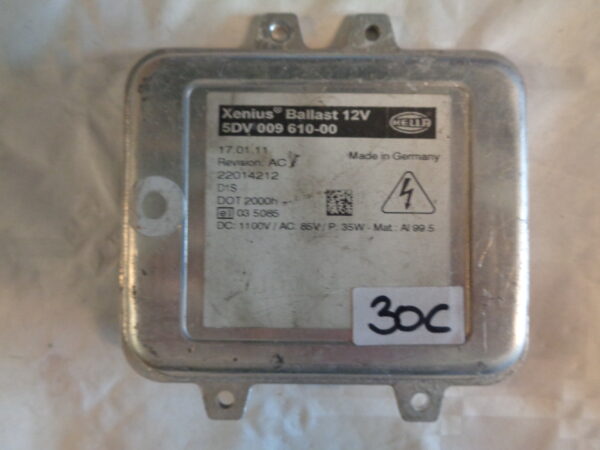 Xenius® Ballast 12V
5DV 009 610-00
HELLA
17.01.11
Made in Germany
Revision: AC
22014212
D1S
DOT 2000h
e1 03 5085
DC: 1100V / AC: 85V / P: 35W - Mat.: Al 99.5
30C